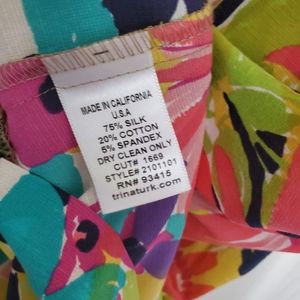 MADE IN CALIFORNIA
U.S.A
75% SILK
20% COTTON
5% SPANDEX
DRY CLEAN ONLY
CUT# 1669
STYLE# 2101101
RN# 93415
trinaturk.com